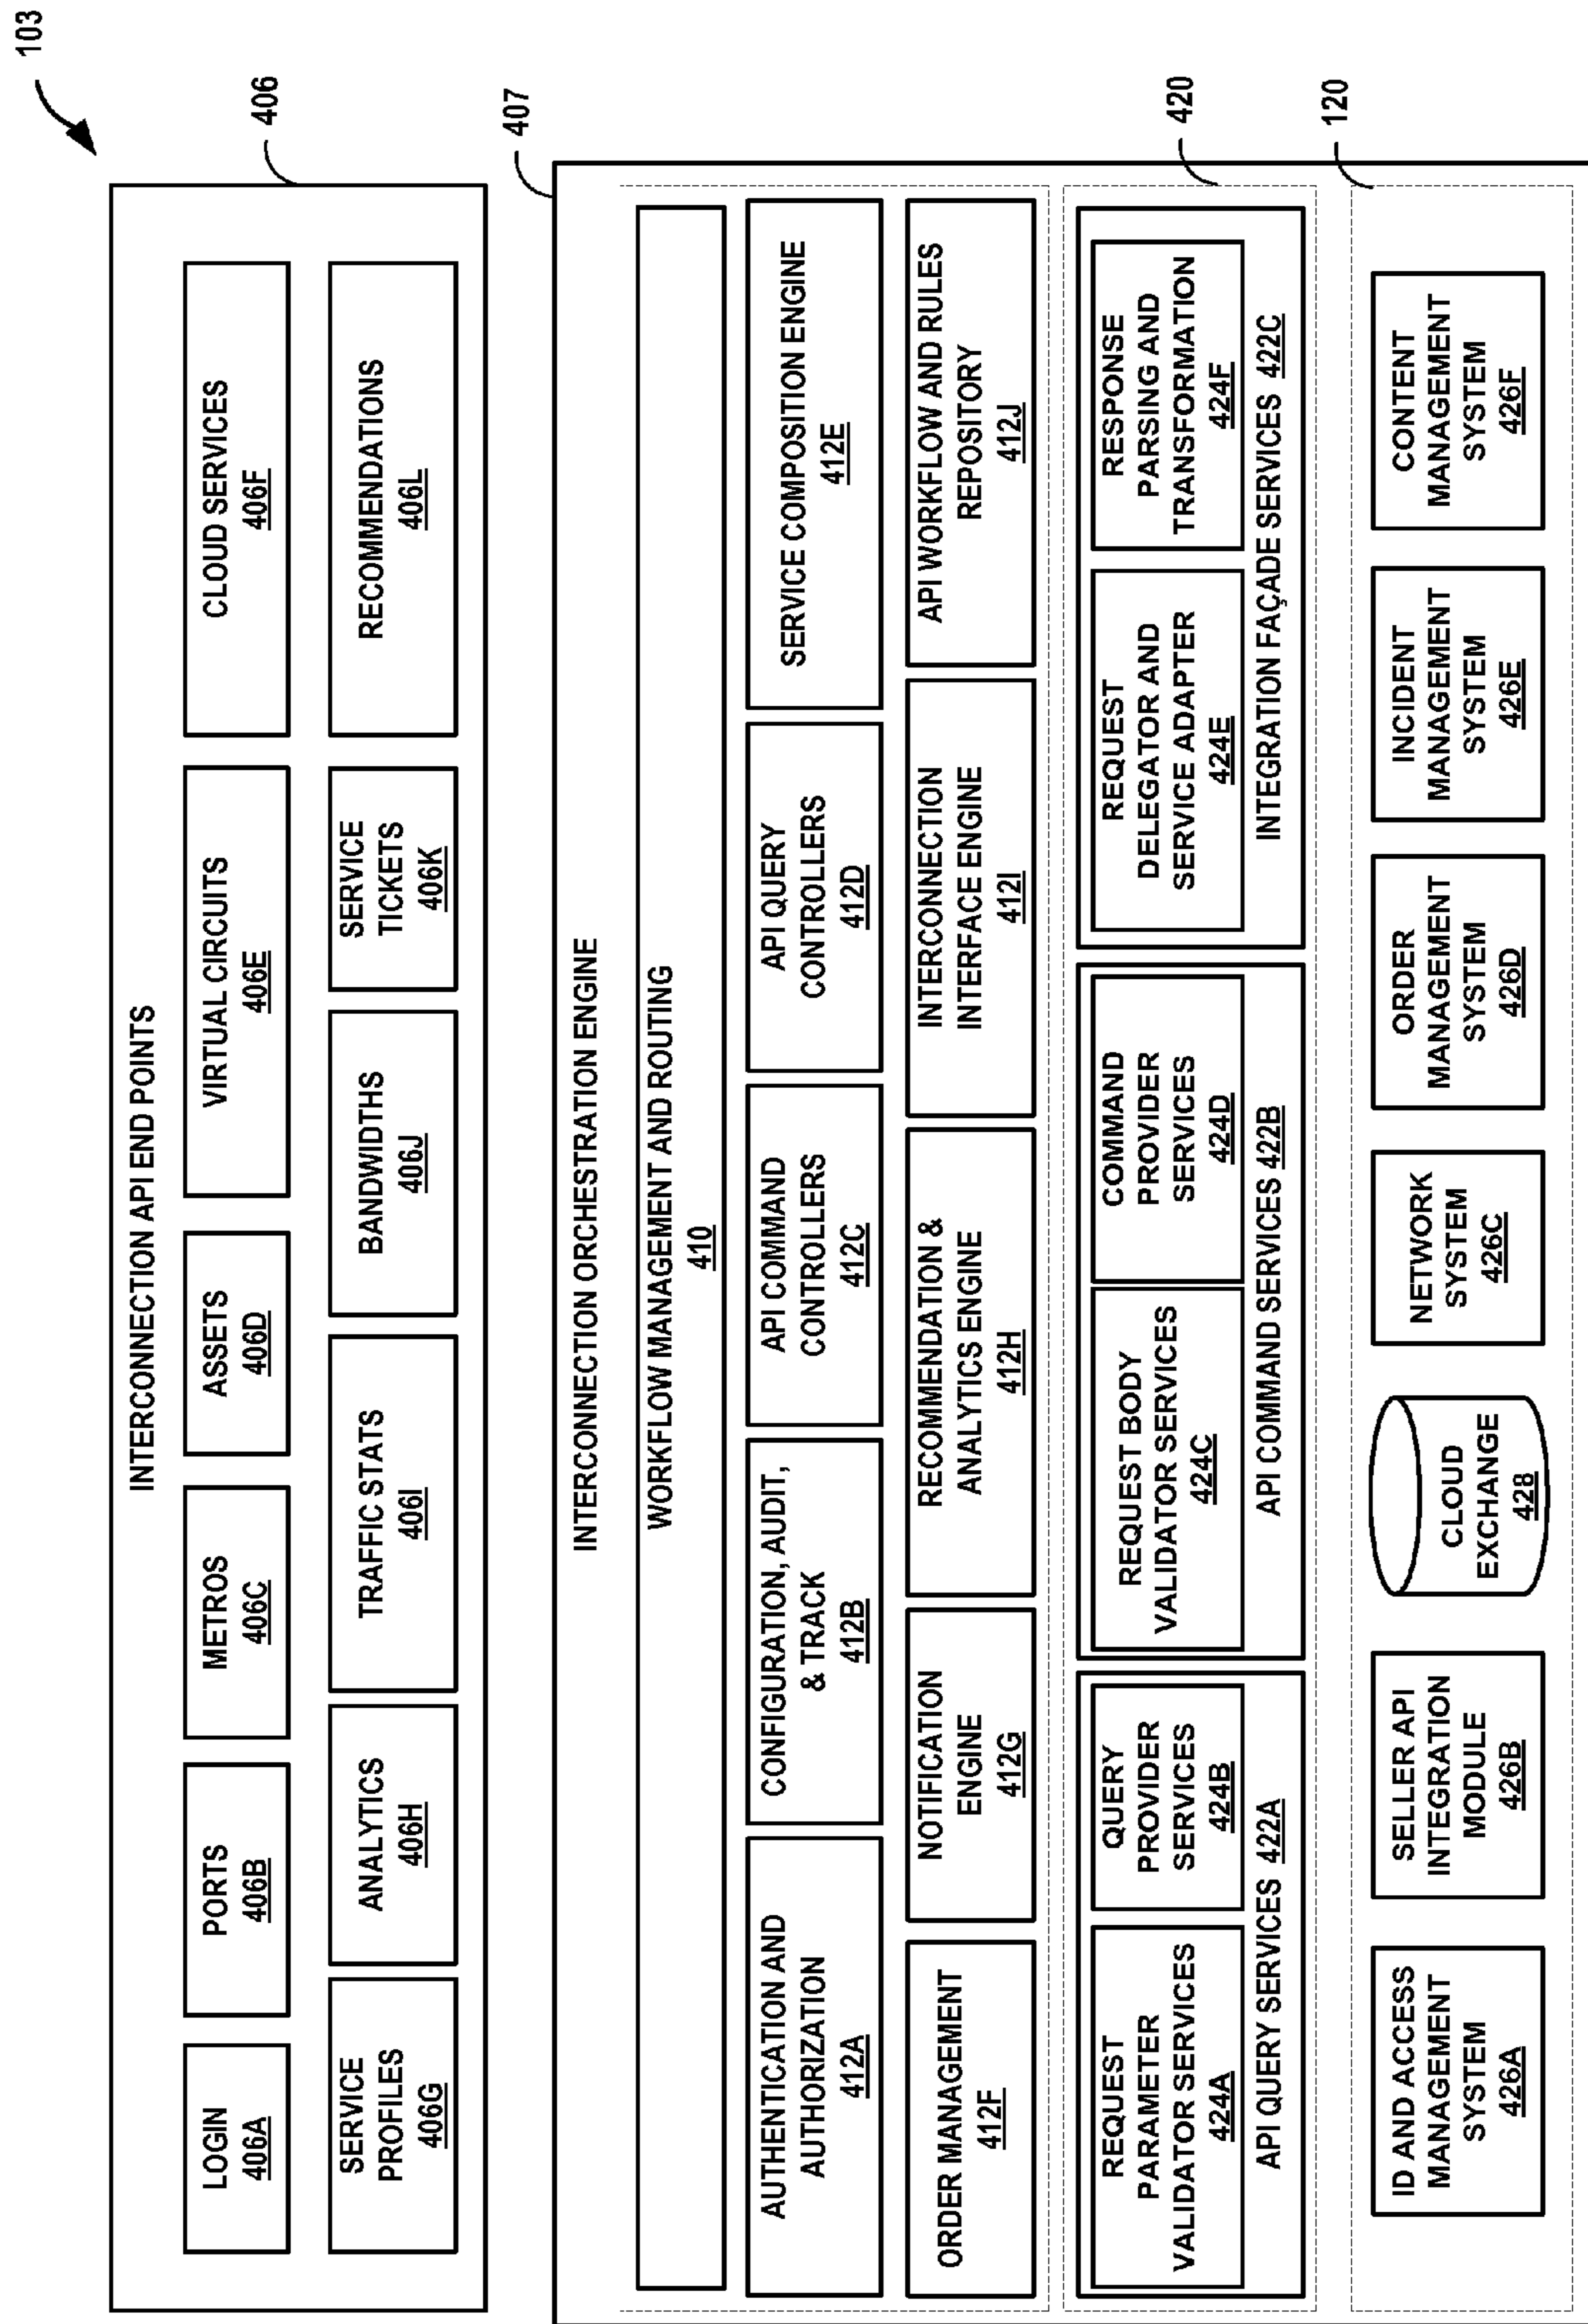 103
INTERCONNECTION API END POINTS
406
LOGIN
406A
PORTS
406B
METROS
406C
ASSETS
406D
VIRTUAL CIRCUITS
406E
CLOUD SERVICES
406F
SERVICE
PROFILES
406G
ANALYTICS
406H
TRAFFIC STATS
406I
BANDWIDTHS
406J
SERVICE
TICKETS
406K
RECOMMENDATIONS
406L
407
INTERCONNECTION ORCHESTRATION ENGINE
WORKFLOW MANAGEMENT AND ROUTING
410
AUTHENTICATION AND
AUTHORIZATION
412A
CONFIGURATION, AUDIT,
& TRACK
412B
API COMMAND
CONTROLLERS
412C
API QUERY
CONTROLLERS
412D
SERVICE COMPOSITION ENGINE
412E
ORDER MANAGEMENT
412F
NOTIFICATION
ENGINE
412G
RECOMMENDATION &
ANALYTICS ENGINE
412H
INTERCONNECTION
INTERFACE ENGINE
412I
API WORKFLOW AND RULES
REPOSITORY
412J
420
REQUEST
PARAMETER
VALIDATOR SERVICES
424A
QUERY
PROVIDER
SERVICES
424B
API QUERY SERVICES 422A
REQUEST BODY
VALIDATOR SERVICES
424C
COMMAND
PROVIDER
SERVICES
424D
API COMMAND SERVICES 422B
REQUEST
DELEGATOR AND
SERVICE ADAPTER
424E
RESPONSE
PARSING AND
TRANSFORMATION
424F
INTEGRATION FAÇADE SERVICES 422C
120
ID AND ACCESS
MANAGEMENT
SYSTEM
426A
SELLER API
INTEGRATION
MODULE
426B
CLOUD
EXCHANGE
428
NETWORK
SYSTEM
426C
ORDER
MANAGEMENT
SYSTEM
426D
INCIDENT
MANAGEMENT
SYSTEM
426E
CONTENT
MANAGEMENT
SYSTEM
426F